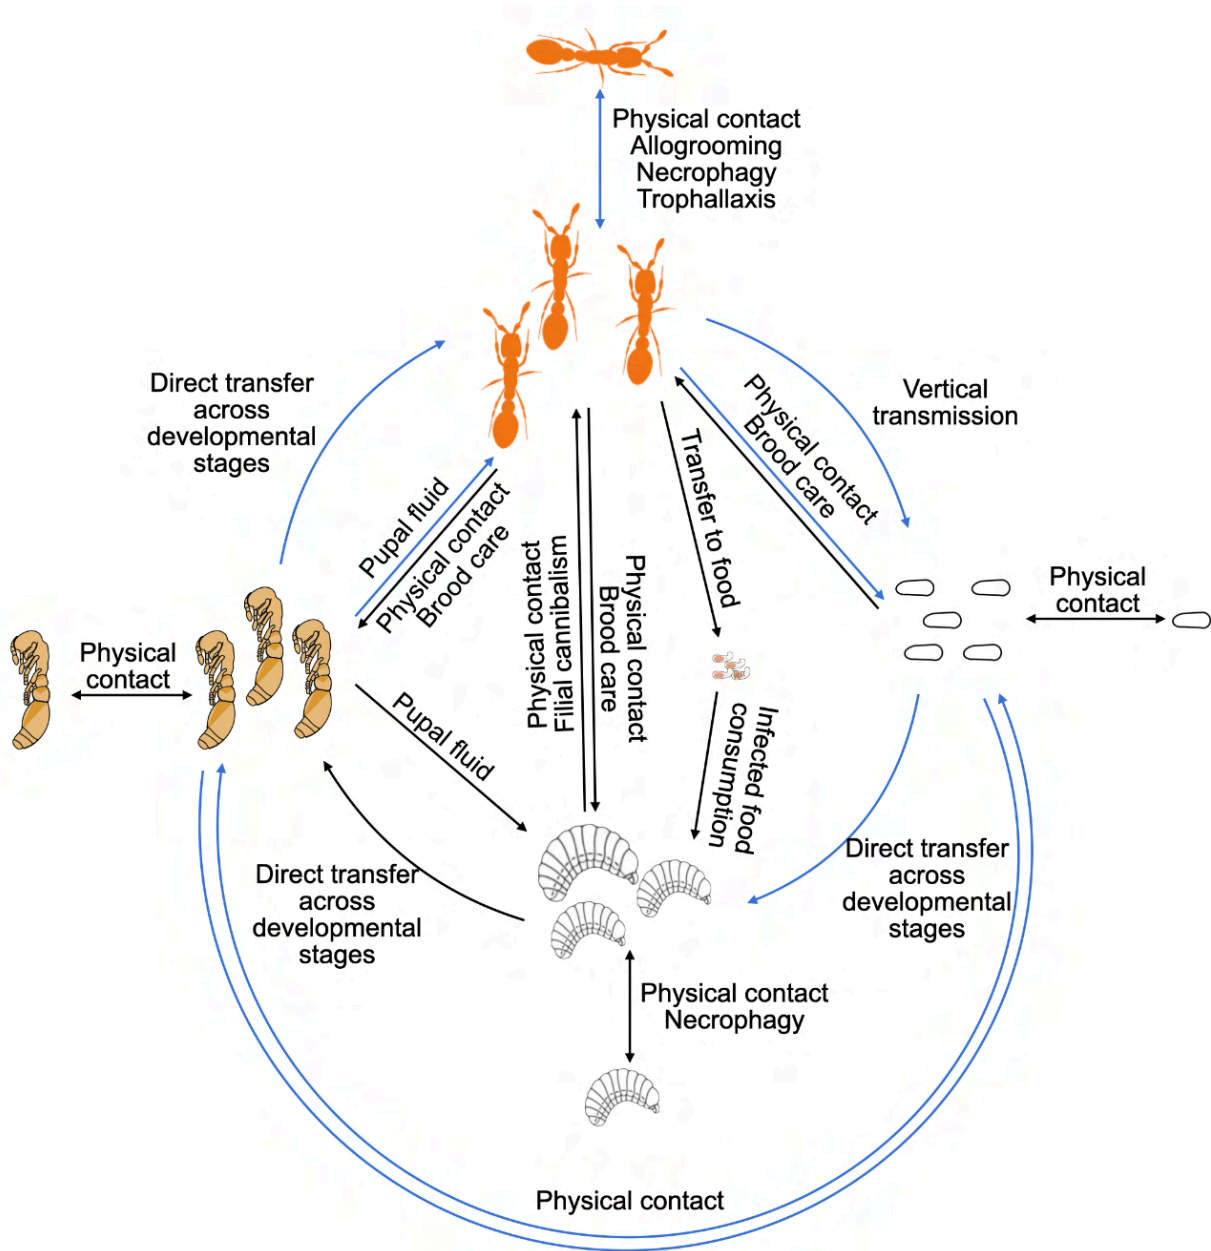 Physical contact
Allogrooming
Necrophagy
Trophallaxis
Direct transfer
across
developmental
stages
Vertical
transmission
Physical contact
Brood care
Transfer to food
Pupal fluid
Physical contact
Brood care
Physical contact
Filial cannibalism
Physical contact
Brood care
Physical
contact
Physical
contact
Pupal fluid
Infected food
consumption
Direct transfer
across
developmental
stages
Direct transfer
across
developmental
stages
Physical contact
Necrophagy
Physical contact